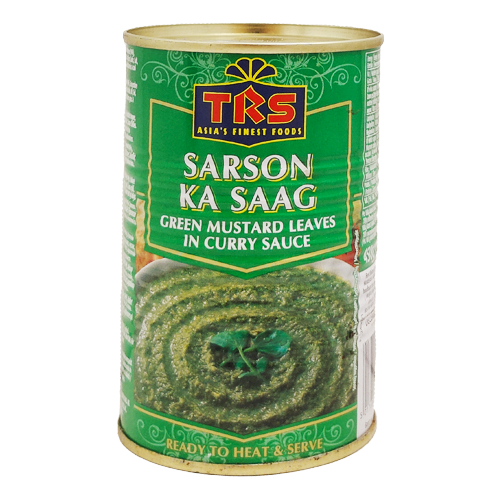 TRS
ASIA'S FINEST FOODS
SARSON
KA SAAG
GREEN MUSTARD LEAVES
IN CURRY SAUCE
READY TO HEAT & SERVE